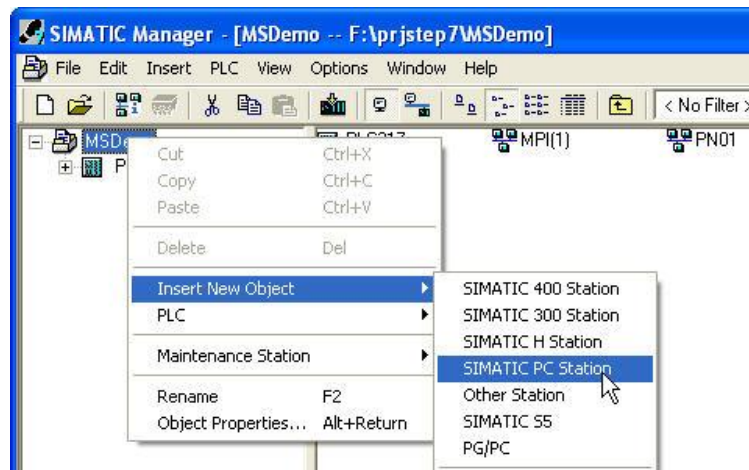 SIMATIC Manager - [MSDemo -- F:\prjstep7\MSDemo]
File Edit Insert PLC View Options Window Help
< No Filter >
MSDe
MPI(1) PN01
P
Cut Ctrl+X
Copy Ctrl+C
Paste Ctrl+V
Delete Del
Insert New Object
PLC
Maintenance Station
Rename F2
Object Properties... Alt+Return
SIMATIC 400 Station
SIMATIC 300 Station
SIMATIC H Station
SIMATIC PC Station
Other Station
SIMATIC S5
PG/PC